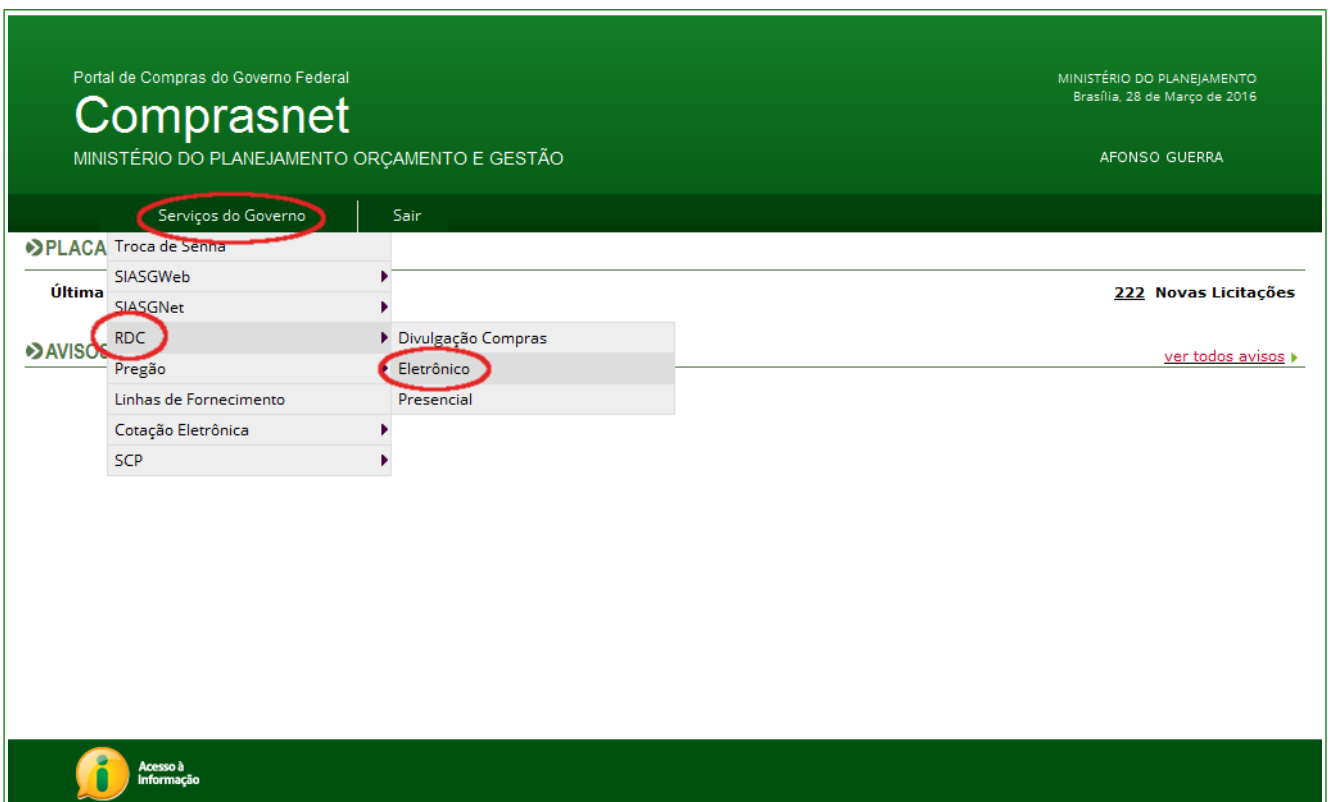 Portal de Compras do Governo Federal
Comprasnet
MINISTÉRIO DO PLANEJAMENTO ORÇAMENTO E GESTÃO
MINISTÉRIO DO PLANEJAMENTO
Brasília, 28 de Março de 2016
AFONSO GUERRA
Serviços do Governo
Sair
PLACA
Troca de Senha
SIASGWeb
Última
222 Novas Licitações
SIASGNet
RDC
Divulgação Compras
AVISOS
ver todos avisos
Pregão
Eletrônico
Linhas de Fornecimento
Presencial
Cotação Eletrônica
SCP
Acesso à
Informação